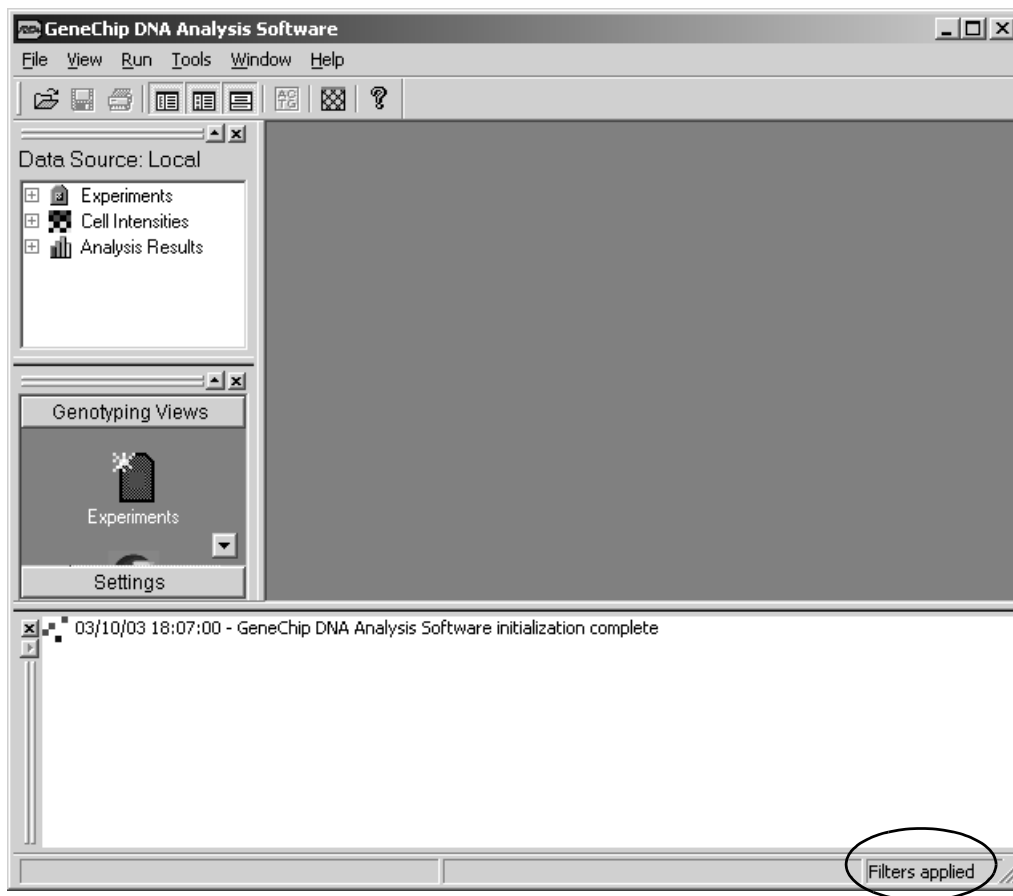 GeneChip DNA Analysis Software
File View Run Tools Window Help
Data Source: Local
Experiments
Cell Intensities
Analysis Results
Genotyping Views
Experiments
Settings
03/10/03 18:07:00 - GeneChip DNA Analysis Software initialization complete
Filters applied